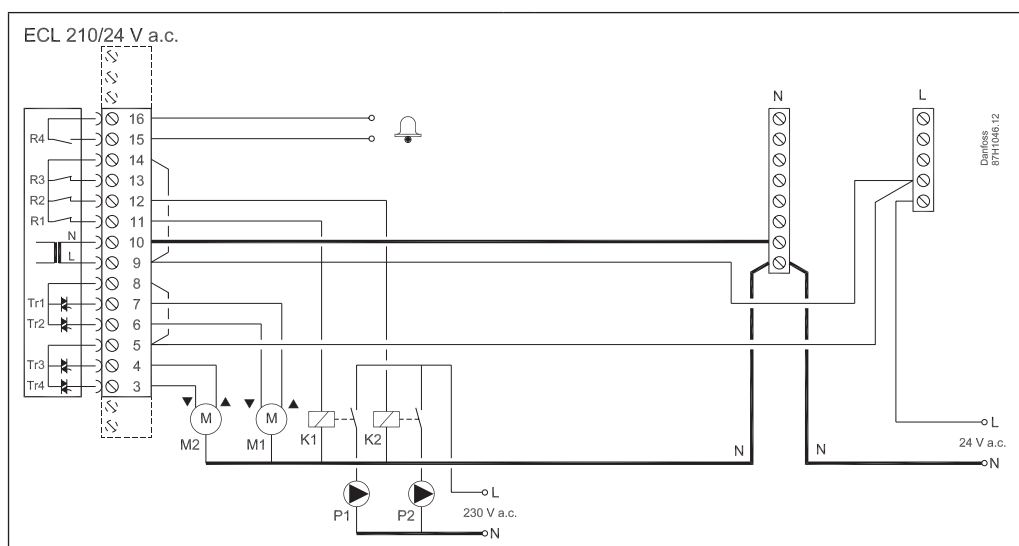 ECL 210/24 V a.c.
N
L
Danfoss
87H1046.12
16
R4
15
14
R3
13
R2
12
R1
11
N
10
L
9
8
Tr1
7
Tr2
6
5
Tr3
4
Tr4
3
M
M
M2
M1
K1
K2
N
N
L
24 V a.c.
N
P1
P2
L
230 V a.c.
N